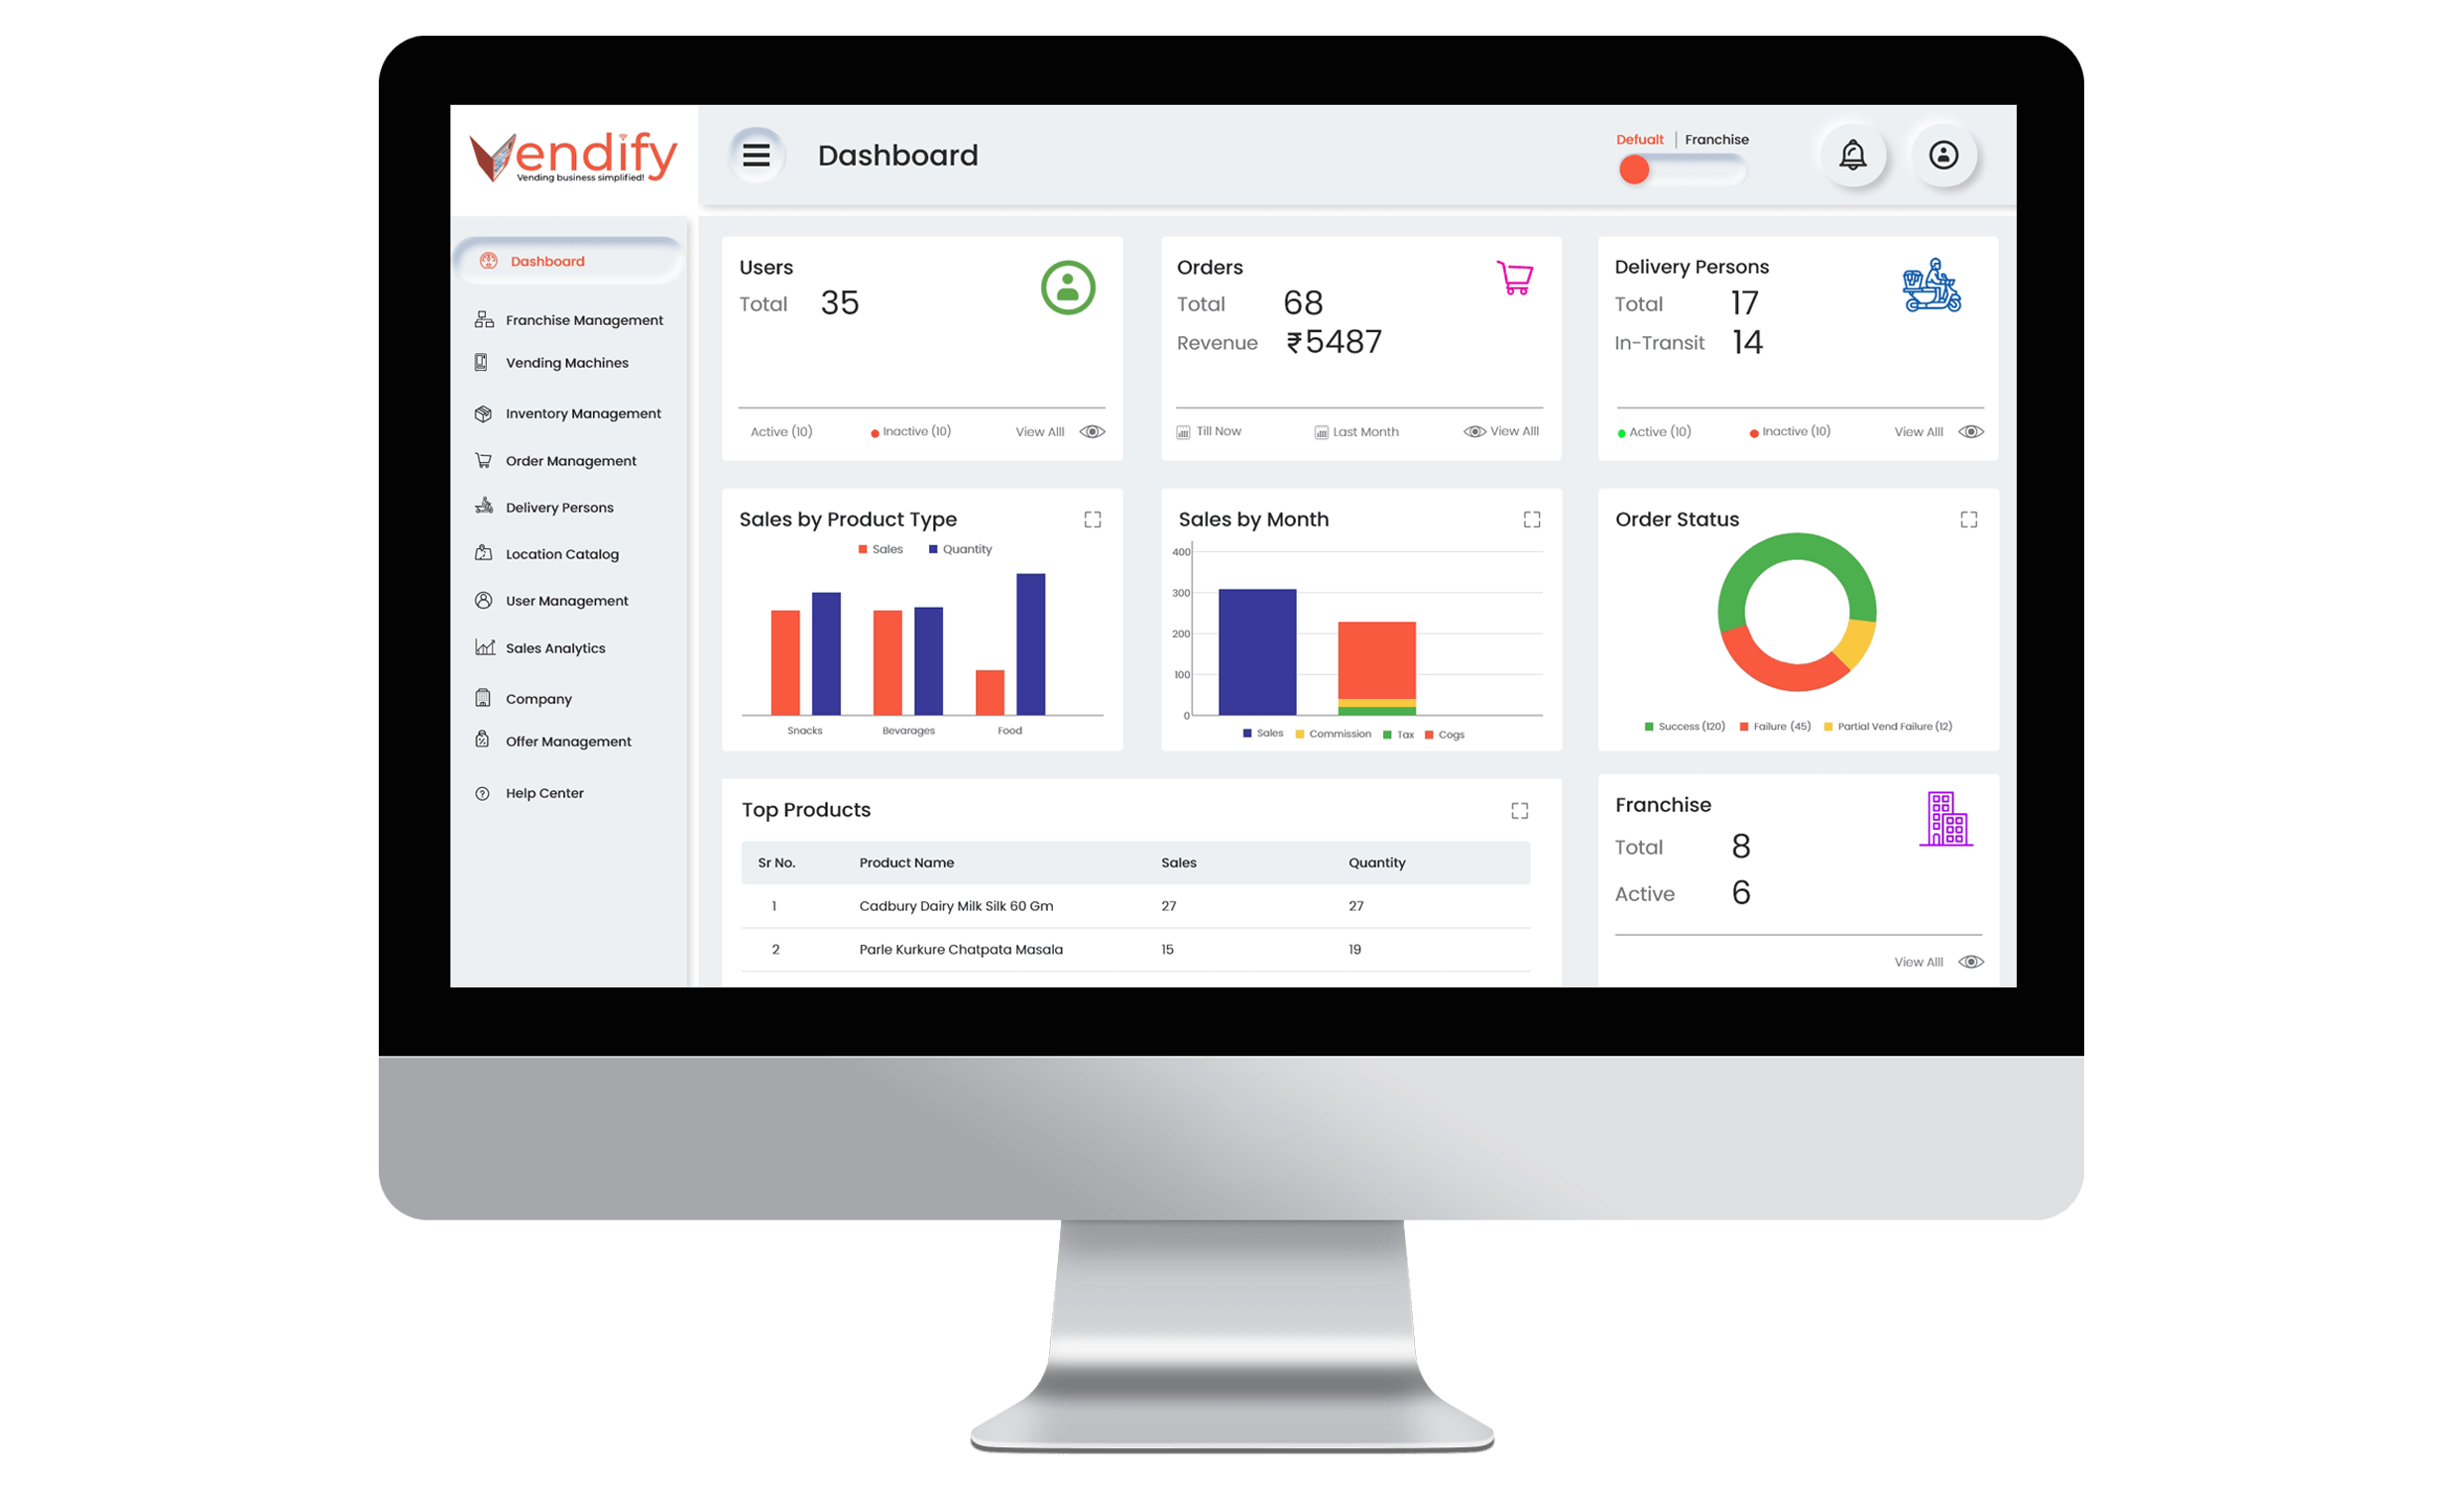 Vendify
Vending business simplified!
Dashboard
Defualt | Franchise
Dashboard
Franchise Management
Vending Machines
Inventory Management
Order Management
Delivery Persons
Location Catalog
User Management
Sales Analytics
Company
Offer Management
Help Center
Users
Total 35
Active (10) Inactive (10) View Alll
Orders
Total 68
Revenue ₹5487
Till Now Last Month View Alll
Delivery Persons
Total 17
In-Transit 14
Active (10) Inactive (10) View Alll
Sales by Product Type
Sales Quantity
Snacks Bevarages Food
Sales by Month
400
300
200
100
0
Sales Commission Tax Cogs
Order Status
Success (120) Failure (45) Partial Vend Failure (12)
Top Products
Sr No. Product Name Sales Quantity
1 Cadbury Dairy Milk Silk 60 Gm 27 27
2 Parle Kurkure Chatpata Masala 15 19
Franchise
Total 8
Active 6
View Alll